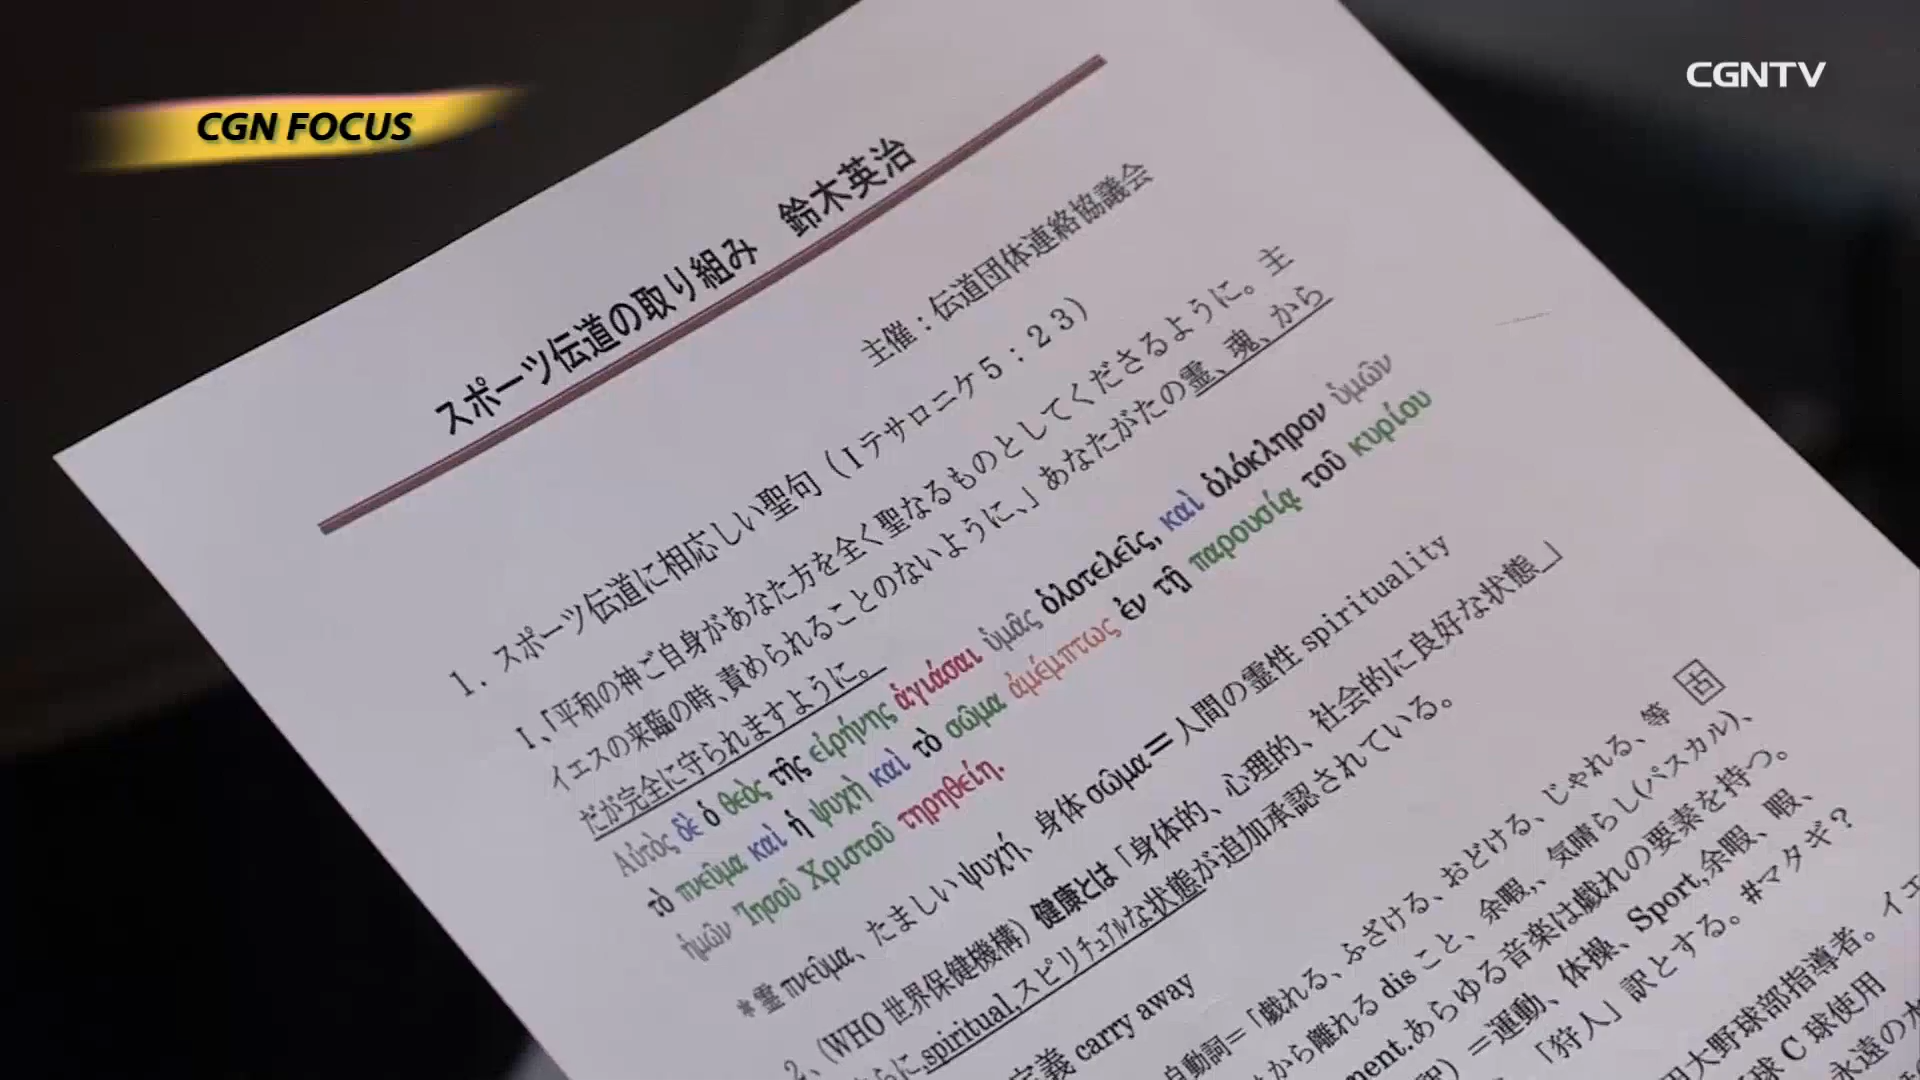 CGN FOCUS
CGNTV
スポーツ伝道の取り組み　鈴木英治
主催：伝道団体連絡協議会
1. スポーツ伝道に相応しい聖句（Iテサロニケ5：23）
1、「平和の神ご自身があなた方を全く聖なるものとしてくださるように。主
イエスの来臨の時、責められることのないように、」あなたがたの霊、魂、から
だが完全に守られますように。
Αὐτὸς δὲ ὁ θεὸς τῆς εἰρήνης ἁγιάσαι ὑμᾶς ὁλοτελεῖς, καὶ ὁλόκληρον ὑμῶν
τὸ πνεῦμα καὶ ἡ ψυχὴ καὶ τὸ σῶμα ἀμέμπτως ἐν τῇ παρουσίᾳ τοῦ κυρίου
ἡμῶν Ἰησοῦ Χριστοῦ τηρηθείη.
*霊 πνεῦμα、たましい ψυχή、身体 σῶμα＝人間の霊性 spirituality
2、(WHO 世界保健機構）健康とは「身体的、心理的、社会的に良好な状態_」
らに,spiritual,スピリチュアルな状態が追加承認されている。
定義 carry away
自動詞＝「戯れる、ふざける、おどける、じゃれる、等 古
から離れる dis こと、余暇,、気晴らし(パスカル)、
ment.あらゆる音楽は戯れの要素を持つ。
訳）＝運動、体操、Sport,余暇、暇、
「狩人」訳とする。#マタギ？
田大野球部指導者。イエ
球 C 球使用
永遠の